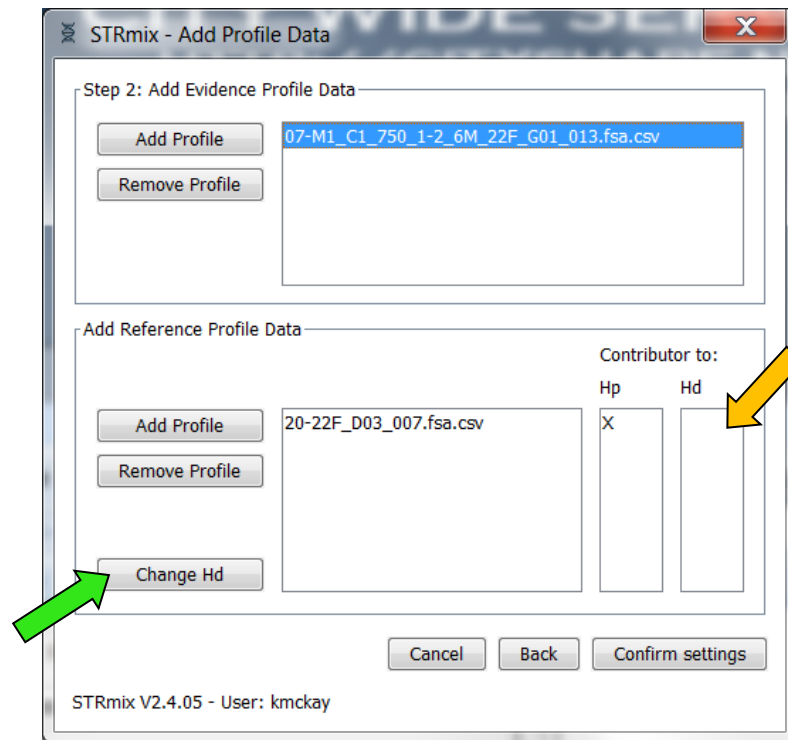 STRmix - Add Profile Data
X
Step 2: Add Evidence Profile Data
Add Profile
07-M1_C1_750_1-2_6M_22F_G01_013.fsa.csv
Remove Profile
Add Reference Profile Data
Contributor to:
Hp Hd
Add Profile
20-22F_D03_007.fsa.csv
X
Remove Profile
Change Hd
Cancel
Back
Confirm settings
STRmix V2.4.05 - User: kmckay